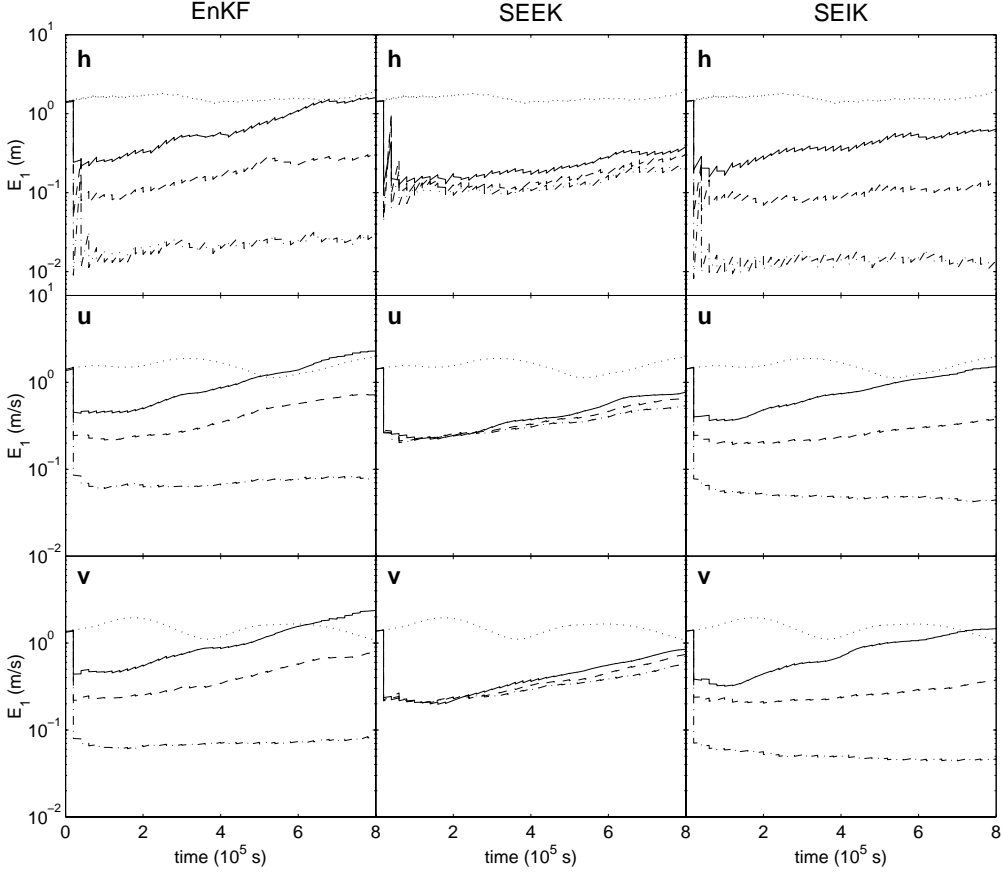 EnKF SEEK SEIK
10^1 h h h
10^0
E_1 (m)
10^−1
10^−2
10^1 u u u
10^0
E_1 (m/s)
10^−1
10^−2
v v v
10^0
E_1 (m/s)
10^−1
10^−2
0 2 4 6 8 2 4 6 8 2 4 6 8
time (10^5 s) time (10^5 s) time (10^5 s)